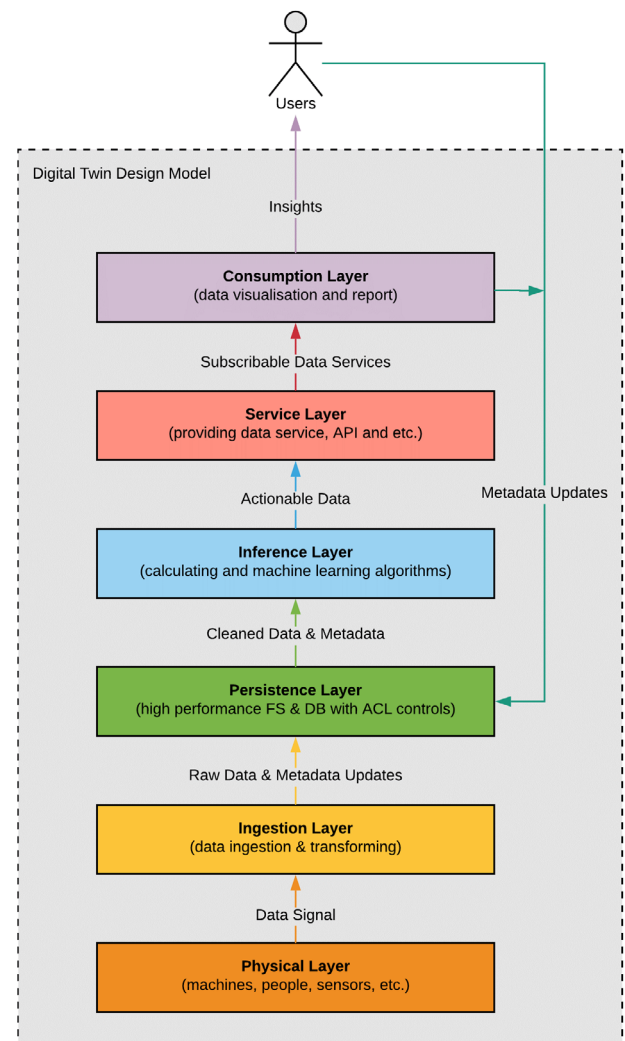 Users
Digital Twin Design Model
Insights
Consumption Layer
(data visualisation and report)
Subscribable Data Services
Service Layer
(providing data service, API and etc.)
Actionable Data
Metadata Updates
Inference Layer
(calculating and machine learning algorithms)
Cleaned Data & Metadata
Persistence Layer
(high performance FS & DB with ACL controls)
Raw Data & Metadata Updates
Ingestion Layer
(data ingestion & transforming)
Data Signal
Physical Layer
(machines, people, sensors, etc.)